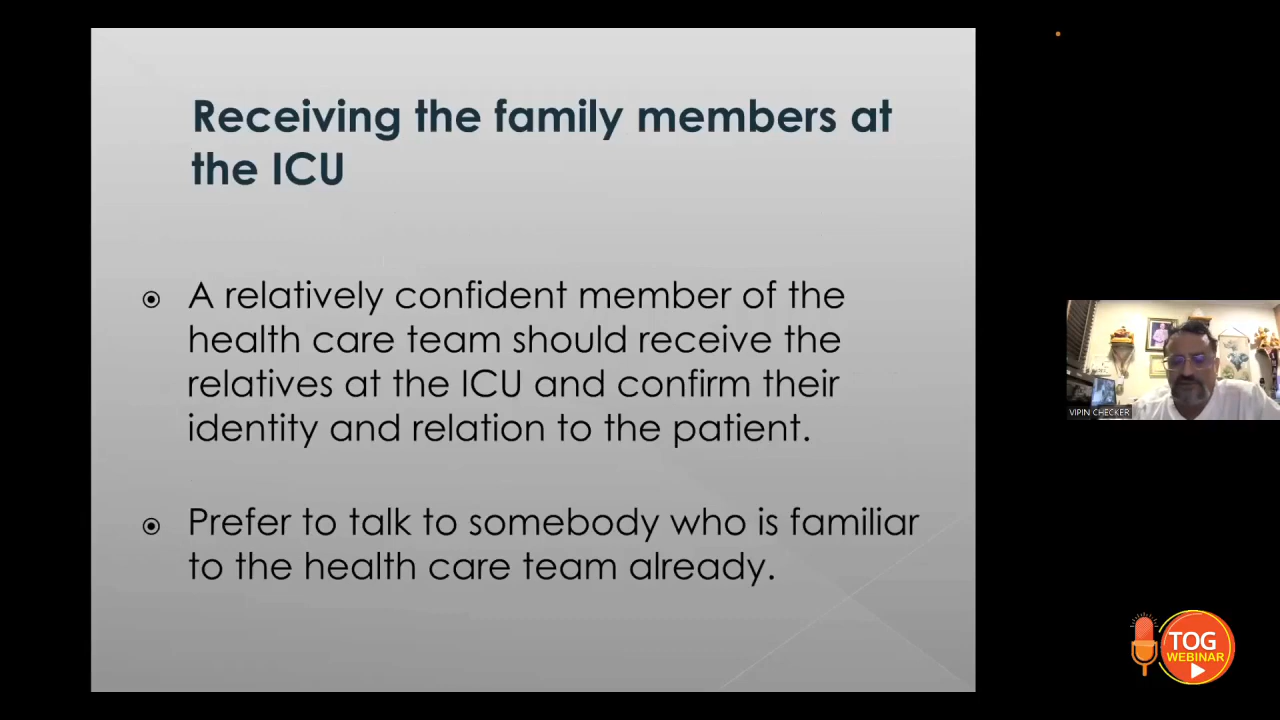 Receiving the family members at
the ICU
A relatively confident member of the
health care team should receive the
relatives at the ICU and confirm their
identity and relation to the patient.
Prefer to talk to somebody who is familiar
to the health care team already.
VIPIN CHECKER
TOG
WEBINAR